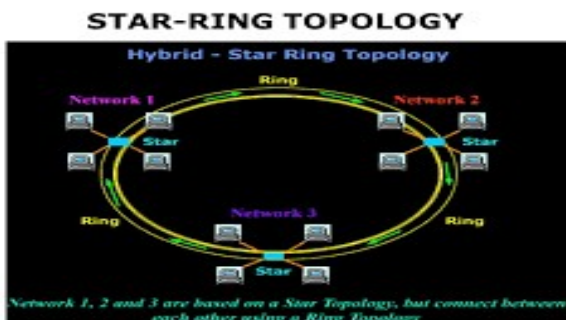 STAR-RING TOPOLOGY
Hybrid - Star Ring Topology
Ring
Network 1
Network 2
Star
Star
Ring
Network 3
Ring
Star
Network 1, 2 and 3 are based on a Star Topology, but connect between
each other using a Ring Topology